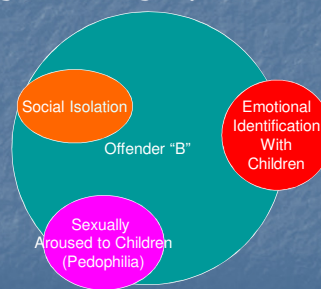 Social Isolation
Emotional
Identification
With
Children
Offender “B”
Sexually
Aroused to Children
(Pedophilia)